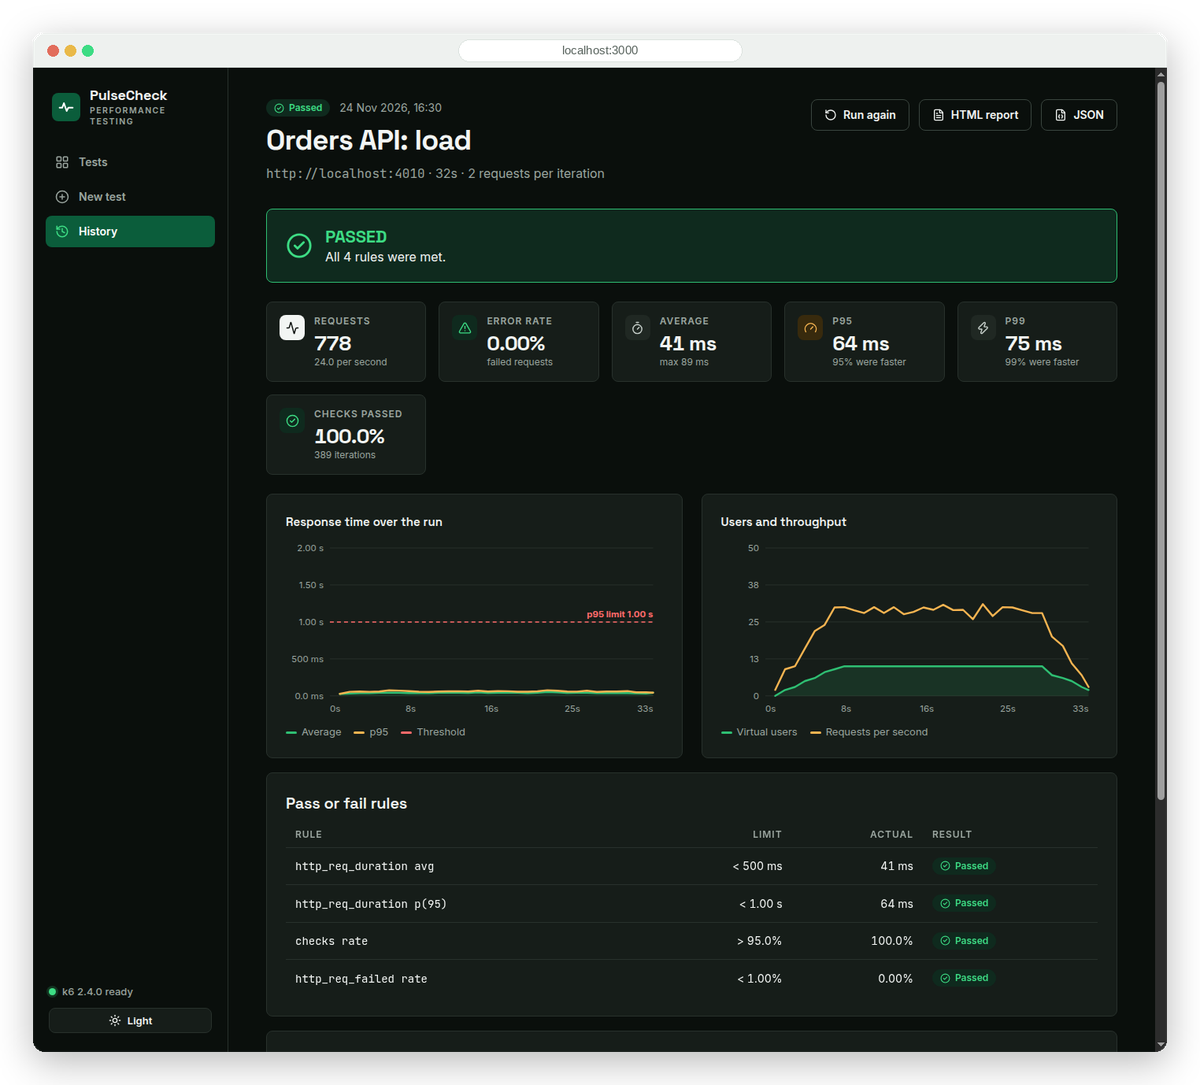 localhost:3000
PulseCheck
PERFORMANCE
TESTING
Tests
New test
History
k6 2.4.0 ready
Light
Passed 24 Nov 2026, 16:30
Orders API: load
http://localhost:4010 · 32s · 2 requests per iteration
Run again
HTML report
JSON
PASSED
All 4 rules were met.
REQUESTS
778
24.0 per second
ERROR RATE
0.00%
failed requests
AVERAGE
41 ms
max 89 ms
P95
64 ms
95% were faster
P99
75 ms
99% were faster
CHECKS PASSED
100.0%
389 iterations
Response time over the run
2.00 s
1.50 s
p95 limit 1.00 s
1.00 s
500 ms
0.0 ms
0s 8s 16s 25s 33s
Average p95 Threshold
Users and throughput
50
38
25
13
0
0s 8s 16s 25s 33s
Virtual users Requests per second
Pass or fail rules
RULE LIMIT ACTUAL RESULT
http_req_duration avg < 500 ms 41 ms Passed
http_req_duration p(95) < 1.00 s 64 ms Passed
checks rate > 95.0% 100.0% Passed
http_req_failed rate < 1.00% 0.00% Passed